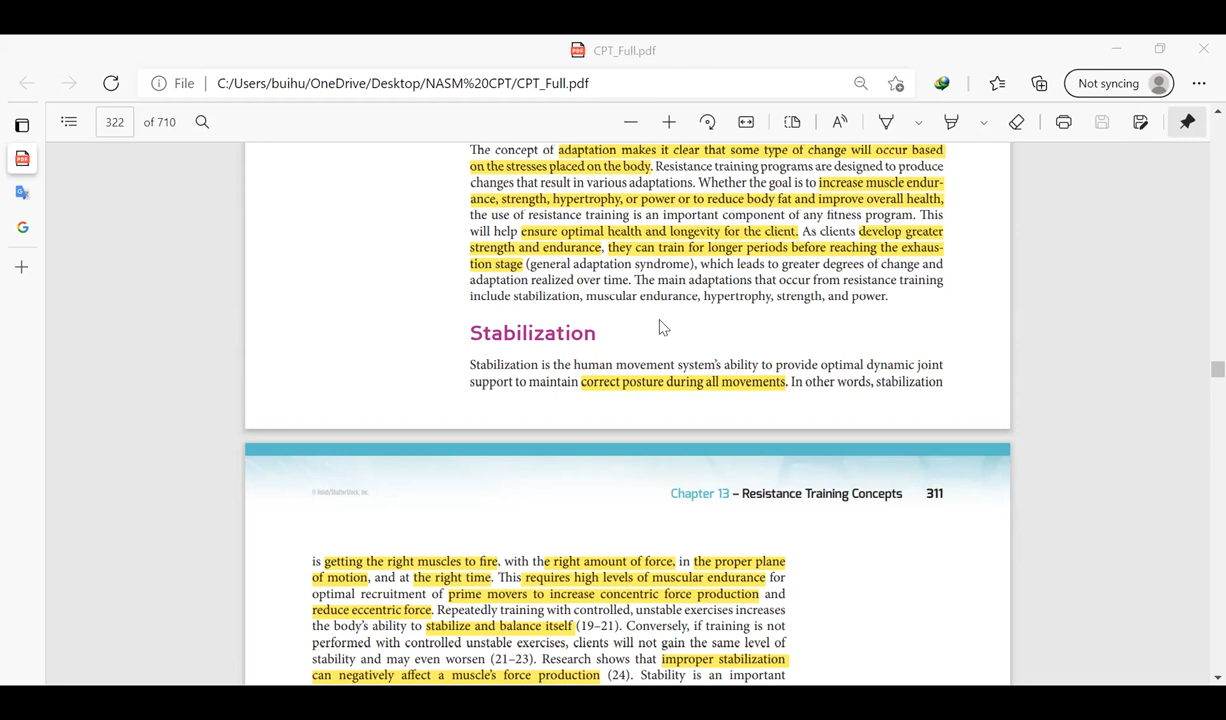 CPT_Full.pdf
File | C:/Users/buihu/OneDrive/Desktop/NASM%20CPT/CPT_Full.pdf
Not syncing
322 of 710
The concept of adaptation makes it clear that some type of change will occur based
on the stresses placed on the body. Resistance training programs are designed to produce
changes that result in various adaptations. Whether the goal is to increase muscle endur-
ance, strength, hypertrophy, or power or to reduce body fat and improve overall health,
the use of resistance training is an important component of any fitness program. This
will help ensure optimal health and longevity for the client. As clients develop greater
strength and endurance, they can train for longer periods before reaching the exhaus-
tion stage (general adaptation syndrome), which leads to greater degrees of change and
adaptation realized over time. The main adaptations that occur from resistance training
include stabilization, muscular endurance, hypertrophy, strength, and power.
Stabilization
Stabilization is the human movement system's ability to provide optimal dynamic joint
support to maintain correct posture during all movements. In other words, stabilization
Chapter 13 – Resistance Training Concepts 311
is getting the right muscles to fire, with the right amount of force, in the proper plane
of motion, and at the right time. This requires high levels of muscular endurance for
optimal recruitment of prime movers to increase concentric force production and
reduce eccentric force. Repeatedly training with controlled, unstable exercises increases
the body's ability to stabilize and balance itself (19–21). Conversely, if training is not
performed with controlled unstable exercises, clients will not gain the same level of
stability and may even worsen (21–23). Research shows that improper stabilization
can negatively affect a muscle's force production (24). Stability is an important